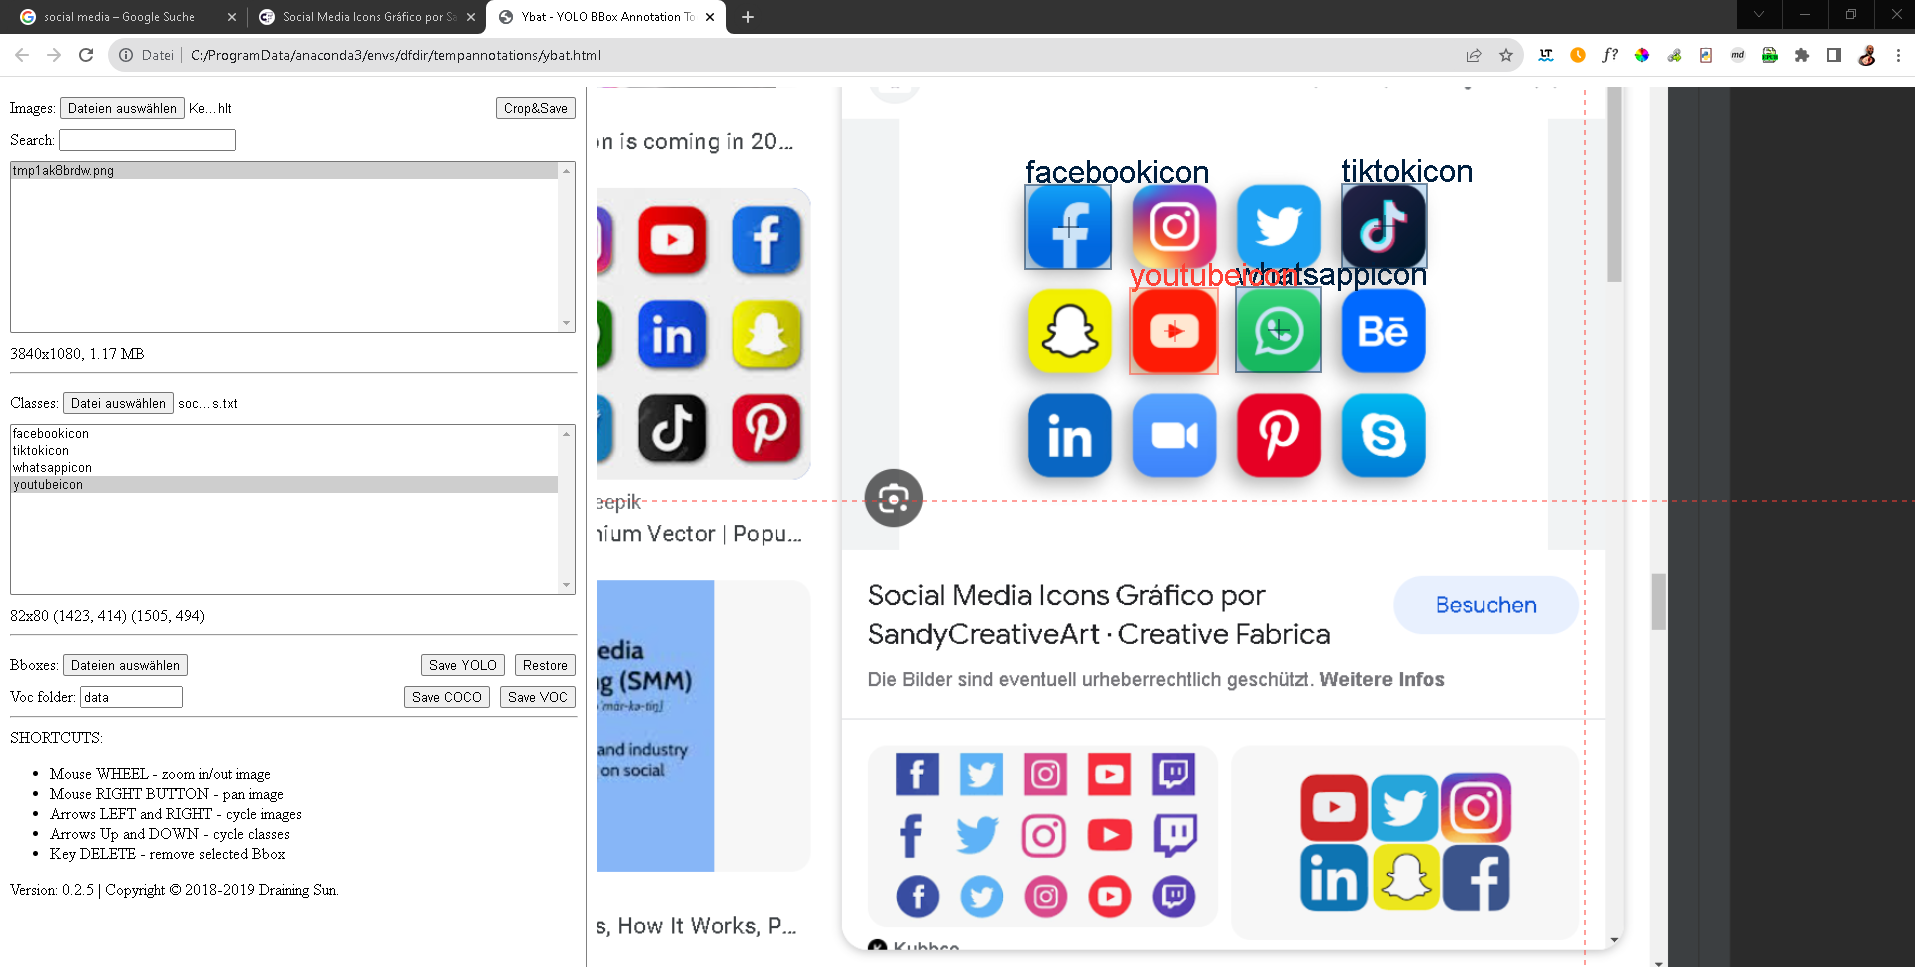 social media – Google Suche
Social Media Icons Gráfico por Sa
Ybat - YOLO BBox Annotation To
Datei
C:/ProgramData/anaconda3/envs/dfdir/tempannotations/ybat.html
LT
f?
md
Images: Dateien auswählen Ke...hlt
Crop&Save
Search:
tmp1ak8brdw.png
3840x1080, 1.17 MB
Classes: Datei auswählen soc...s.txt
facebookicon
tiktokicon
whatsappicon
youtubeicon
82x80 (1423, 414) (1505, 494)
Bboxes: Dateien auswählen
Save YOLO
Restore
Voc folder: data
Save COCO
Save VOC
SHORTCUTS:
• Mouse WHEEL - zoom in/out image
• Mouse RIGHT BUTTON - pan image
• Arrows LEFT and RIGHT - cycle images
• Arrows Up and DOWN - cycle classes
• Key DELETE - remove selected Bbox
Version: 0.2.5 | Copyright © 2018-2019 Draining Sun.
on is coming in 20...
in
eepik
nium Vector | Popu...
edia
g (SMM)
and industry
on social
s, How It Works, P...
facebookicon
tiktokicon
youtubeicon
whatsappicon
Bē
in
Social Media Icons Gráfico por
SandyCreativeArt · Creative Fabrica
Besuchen
Die Bilder sind eventuell urheberrechtlich geschützt. Weitere Infos
in